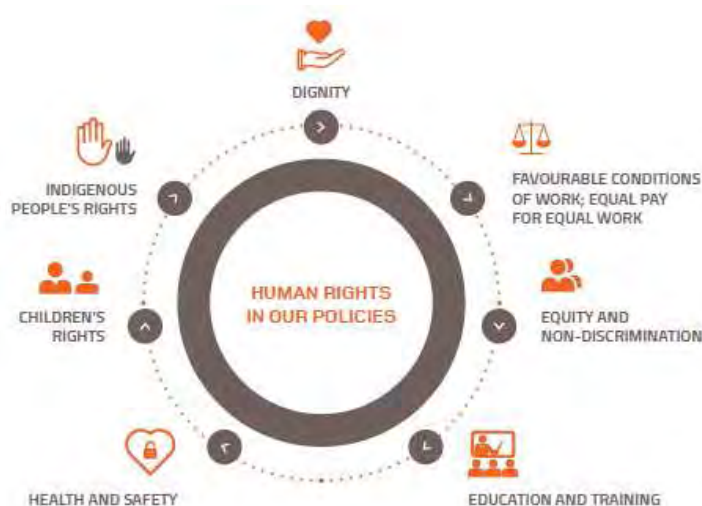 DIGNITY
FAVOURABLE CONDITIONS
OF WORK; EQUAL PAY
FOR EQUAL WORK
EQUITY AND
NON-DISCRIMINATION
EDUCATION AND TRAINING
HEALTH AND SAFETY
CHILDREN'S
RIGHTS
INDIGENOUS
PEOPLE'S RIGHTS
HUMAN RIGHTS
IN OUR POLICIES